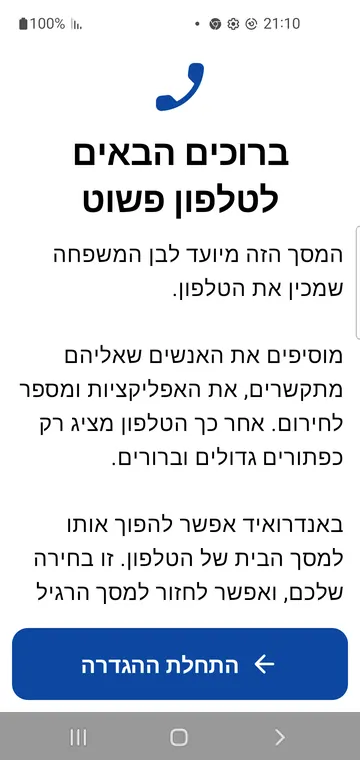 100%
21:10
ברוכים הבאים
לטלפון פשוט
המסך הזה מיועד לבן המשפחה
שמכין את הטלפון.
מוסיפים את האנשים שאליהם
מתקשרים, את האפליקציות ומספר
לחירום. אחר כך הטלפון מציג רק
כפתורים גדולים וברורים.
באנדרואיד אפשר להפוך אותו
למסך הבית של הטלפון. זו בחירה
שלכם, ואפשר לחזור למסך הרגיל
התחלת ההגדרה